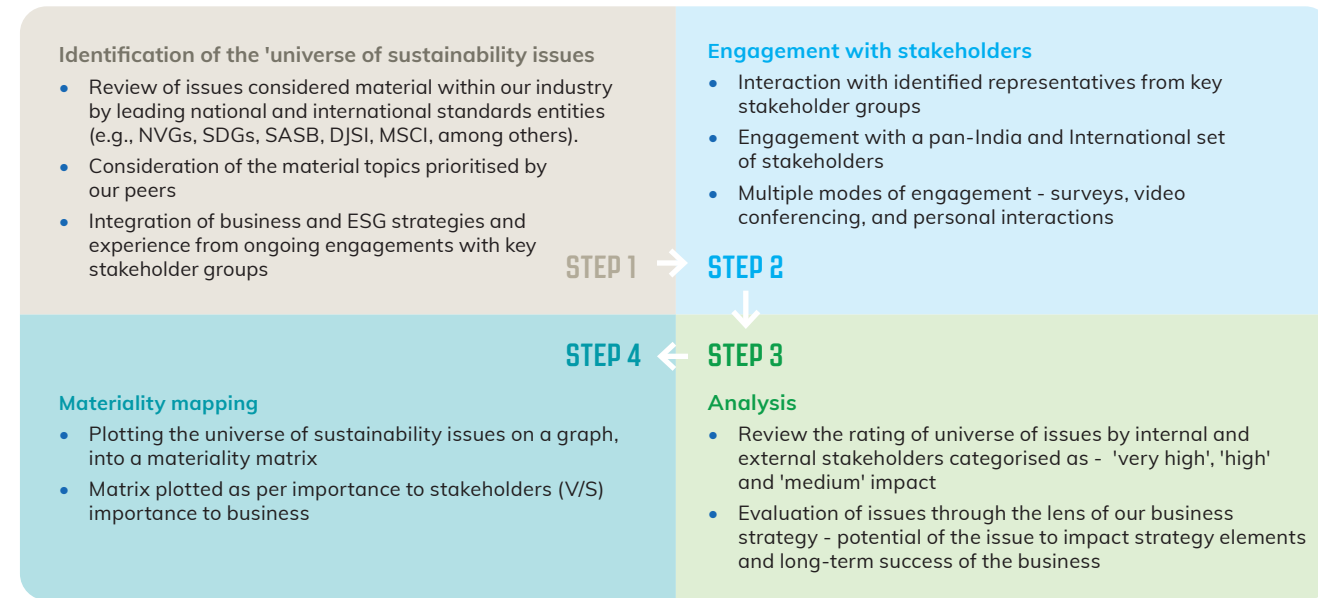 Identification of the 'universe of sustainability issues
• Review of issues considered material within our industry
by leading national and international standards entities
(e.g., NVGs, SDGs, SASB, DJSI, MSCI, among others).
• Consideration of the material topics prioritised by
our peers
• Integration of business and ESG strategies and
experience from ongoing engagements with key
stakeholder groups
STEP 1
Engagement with stakeholders
• Interaction with identified representatives from key
stakeholder groups
• Engagement with a pan-India and International set
of stakeholders
• Multiple modes of engagement - surveys, video
conferencing, and personal interactions
STEP 2
STEP 3
Analysis
• Review the rating of universe of issues by internal and
external stakeholders categorised as - 'very high', 'high'
and 'medium' impact
• Evaluation of issues through the lens of our business
strategy - potential of the issue to impact strategy elements
and long-term success of the business
STEP 4
Materiality mapping
• Plotting the universe of sustainability issues on a graph,
into a materiality matrix
• Matrix plotted as per importance to stakeholders (V/S)
importance to business